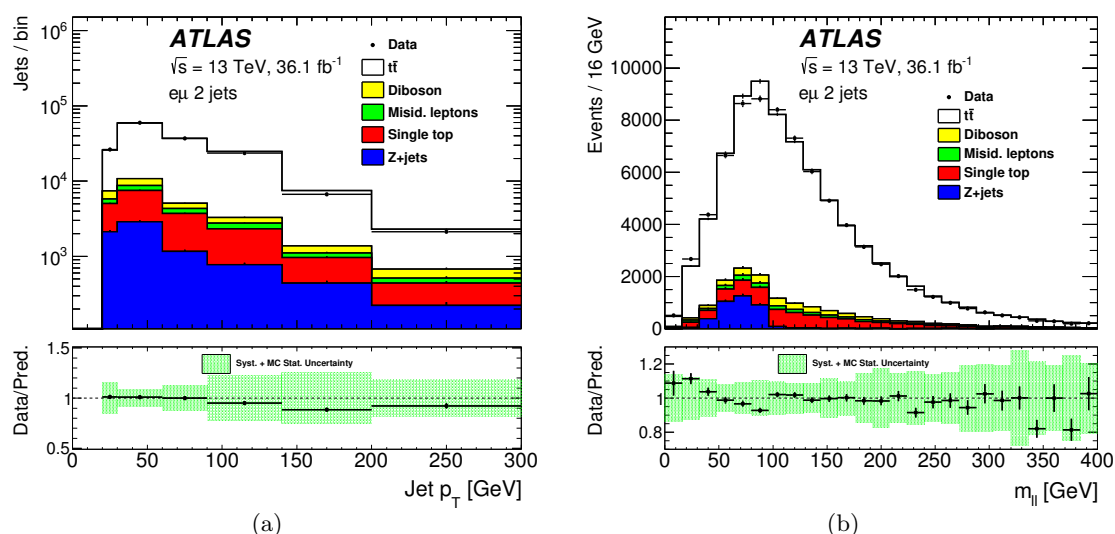 Jets / bin
10⁶
10⁵
10⁴
10³
ATLAS
√s = 13 TeV, 36.1 fb⁻¹
eμ 2 jets
Data
tt̄
Diboson
Misid. leptons
Single top
Z+jets
Data/Pred.
1.5
1
0.5
Syst. + MC Stat. Uncertainty
0 50 100 150 200 250 300
Jet p_T [GeV]
(a)
Events / 16 GeV
10000
8000
6000
4000
2000
0
ATLAS
√s = 13 TeV, 36.1 fb⁻¹
eμ 2 jets
Data
tt̄
Diboson
Misid. leptons
Single top
Z+jets
Data/Pred.
1.2
1.0
0.8
Syst. + MC Stat. Uncertainty
0 50 100 150 200 250 300 350 400
m_ll [GeV]
(b)